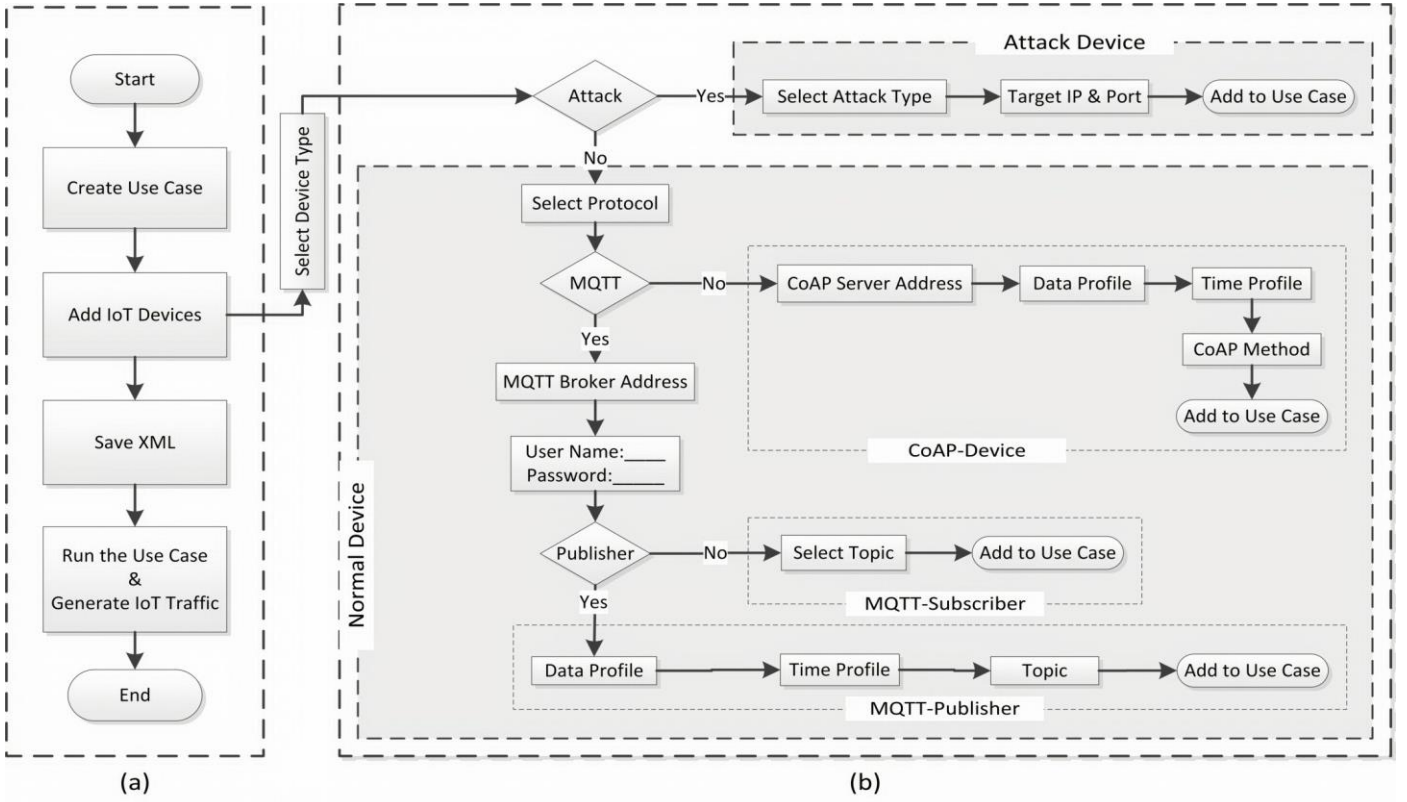 Start
Create Use Case
Add IoT Devices
Save XML
Run the Use Case
&
Generate IoT Traffic
End
(a)
Select Device Type
Attack Device
Attack
Yes
Select Attack Type
Target IP & Port
Add to Use Case
No
Normal Device
Select Protocol
MQTT
No
CoAP Server Address
Data Profile
Time Profile
CoAP Method
Add to Use Case
CoAP-Device
Yes
MQTT Broker Address
User Name:____
Password:_____
Publisher
No
Select Topic
Add to Use Case
MQTT-Subscriber
Yes
Data Profile
Time Profile
Topic
Add to Use Case
MQTT-Publisher
(b)